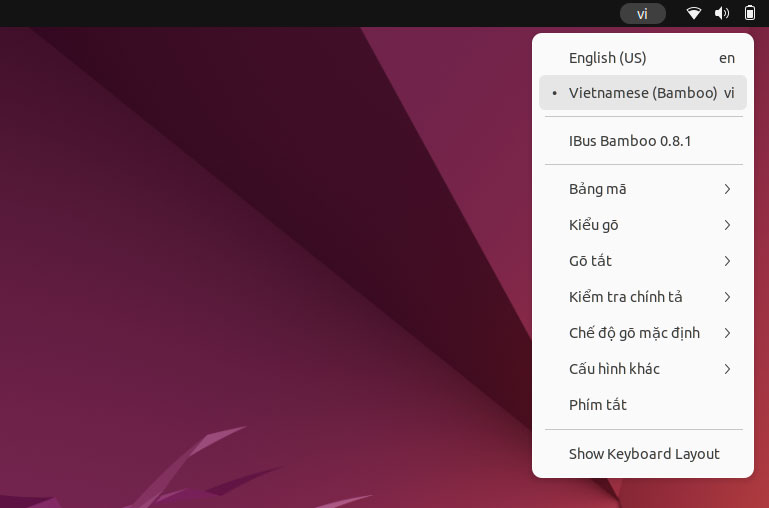 vi
English (US) en
• Vietnamese (Bamboo) vi
IBus Bamboo 0.8.1
Bảng mã
Kiểu gõ
Gõ tắt
Kiểm tra chính tả
Chế độ gõ mặc định
Cấu hình khác
Phím tắt
Show Keyboard Layout